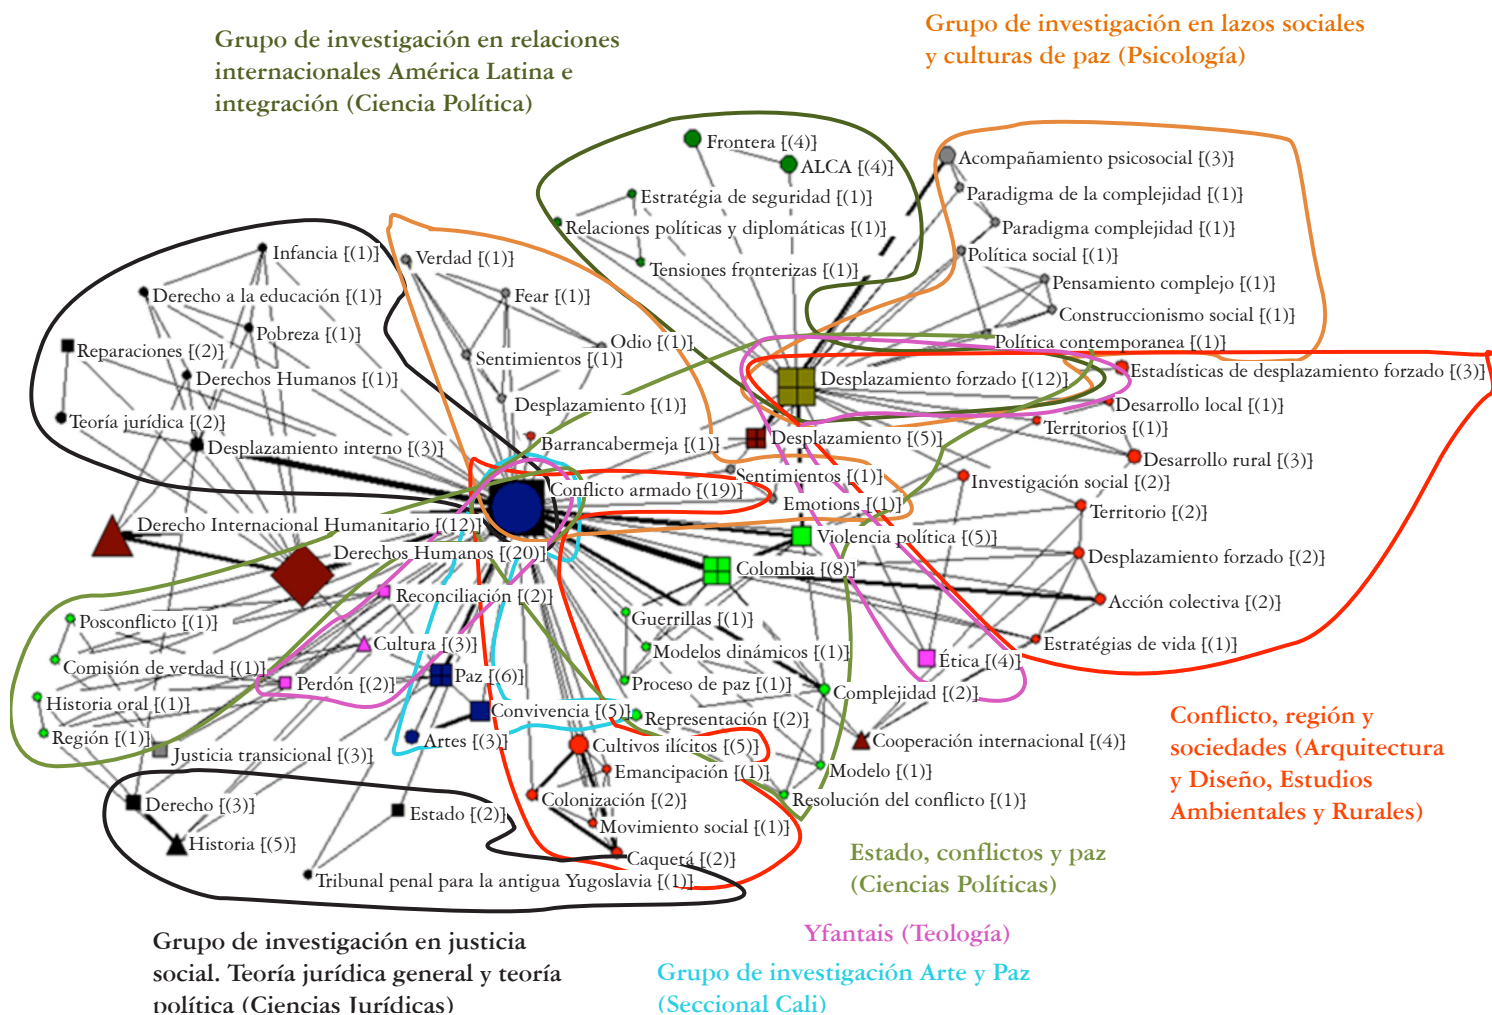 Grupo de investigación en relaciones
internacionales América Latina e
integración (Ciencia Política)
Grupo de investigación en lazos sociales
y culturas de paz (Psicología)
Frontera [(4)}
ALCA [(4)}
Estratégia de seguridad [(1)}
Relaciones políticas y diplomáticas [(1)}
Tensiones fronterizas [(1)}
Acompañamiento psicosocial [(3)}
Paradigma de la complejidad [(1)}
Paradigma complejidad [(1)}
Política social [(1)}
Pensamiento complejo [(1)}
Construccionismo social [(1)}
Política contemporanea [(1)}
Infancia [(1)}
Derecho a la educación [(1)}
Pobreza [(1)}
Reparaciones [(2)}
Derechos Humanos [(1)}
Teoría jurídica [(2)}
Desplazamiento interno [(3)}
Verdad [(1)}
Fear [(1)}
Odio [(1)}
Sentimientos [(1)}
Desplazamiento [(1)}
Barrancabermeja [(1)}
Desplazamiento forzado [(12)}
Estadísticas de desplazamiento forzado [(3)}
Desarrollo local [(1)}
Territorios [(1)}
Desplazamiento [(5)}
Desarrollo rural [(3)}
Sentimientos [(1)}
Investigación social [(2)}
Conflicto armado [(19)}
Emotions [(1)}
Territorio [(2)}
Derecho Internacional Humanitario [(12)}
Violencia política [(5)}
Derechos Humanos [(20)}
Desplazamiento forzado [(2)}
Colombia [(8)}
Reconciliación [(2)}
Acción colectiva [(2)}
Posconflicto [(1)}
Guerrillas [(1)}
Cultura [(3)}
Estratégias de vida [(1)}
Modelos dinámicos [(1)}
Comisión de verdad [(1)}
Ética [(4)}
Perdón [(2)}
Paz [(6)}
Proceso de paz [(1)}
Complejidad [(2)}
Historia oral [(1)}
Convivencia [(5)}
Representación [(2)}
Región [(1)}
Artes [(3)}
Cooperación internacional [(4)}
Justicia transicional [(3)}
Cultivos ilícitos [(5)}
Emancipación [(1)}
Modelo [(1)}
Colonización [(2)}
Resolución del conflicto [(1)}
Derecho [(3)}
Estado [(2)}
Movimiento social [(1)}
Historia [(5)}
Caquetá [(2)}
Tribunal penal para la antigua Yugoslavia [(1)}
Conflicto, región y
sociedades (Arquitectura
y Diseño, Estudios
Ambientales y Rurales)
Estado, conflictos y paz
(Ciencias Políticas)
Yfantais (Teología)
Grupo de investigación en justicia
social. Teoría jurídica general y teoría
política (Ciencias Jurídicas)
Grupo de investigación Arte y Paz
(Seccional Cali)